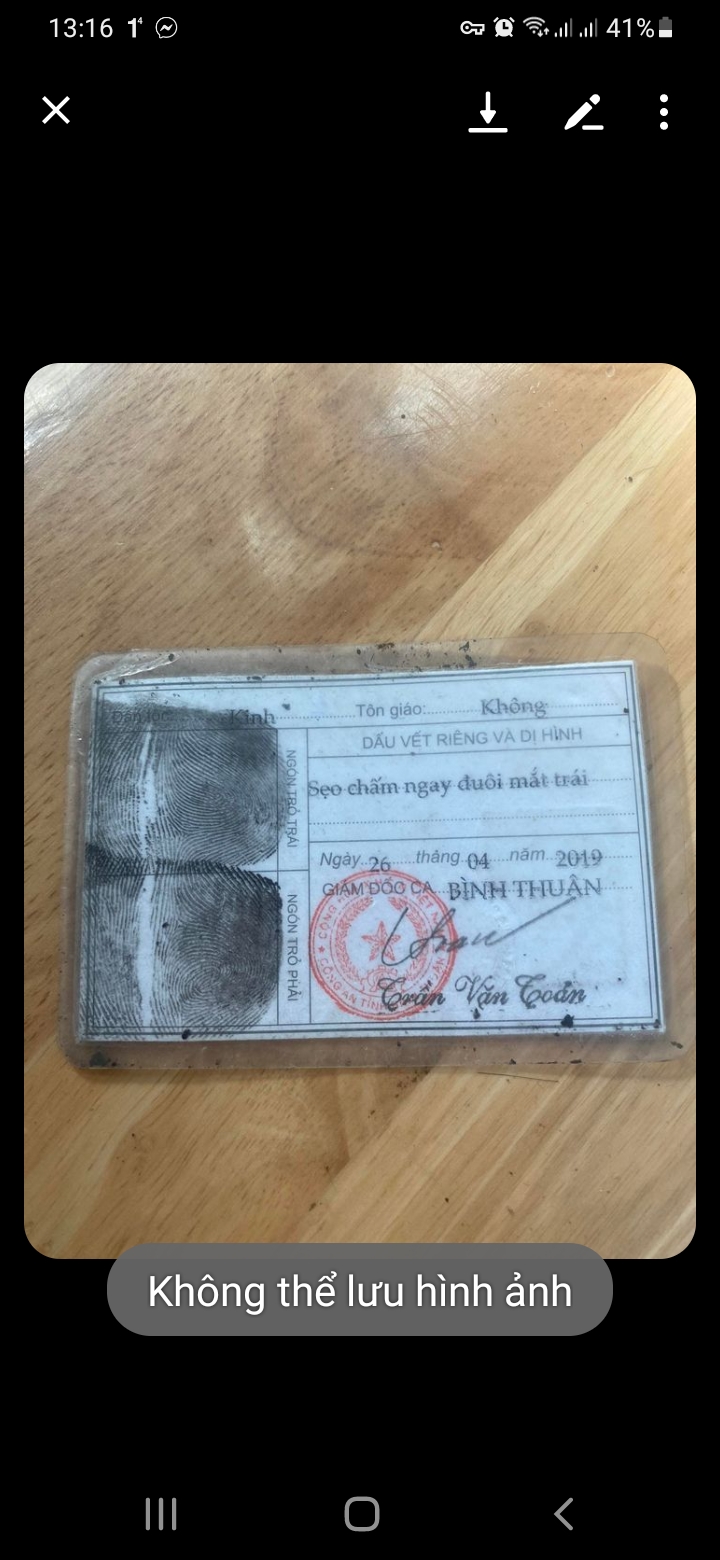 13:16
41%
Dân tộc: Kinh Tôn giáo: Không
DẤU VẾT RIÊNG VÀ DỊ HÌNH
NGÓN TRỎ TRÁI
Sẹo chấm ngay đuôi mắt trái
Ngày 26 tháng 04 năm 2019
GIÁM ĐỐC CA BÌNH THUẬN
NGÓN TRỎ PHẢI
Trần Văn Toản
Không thể lưu hình ảnh